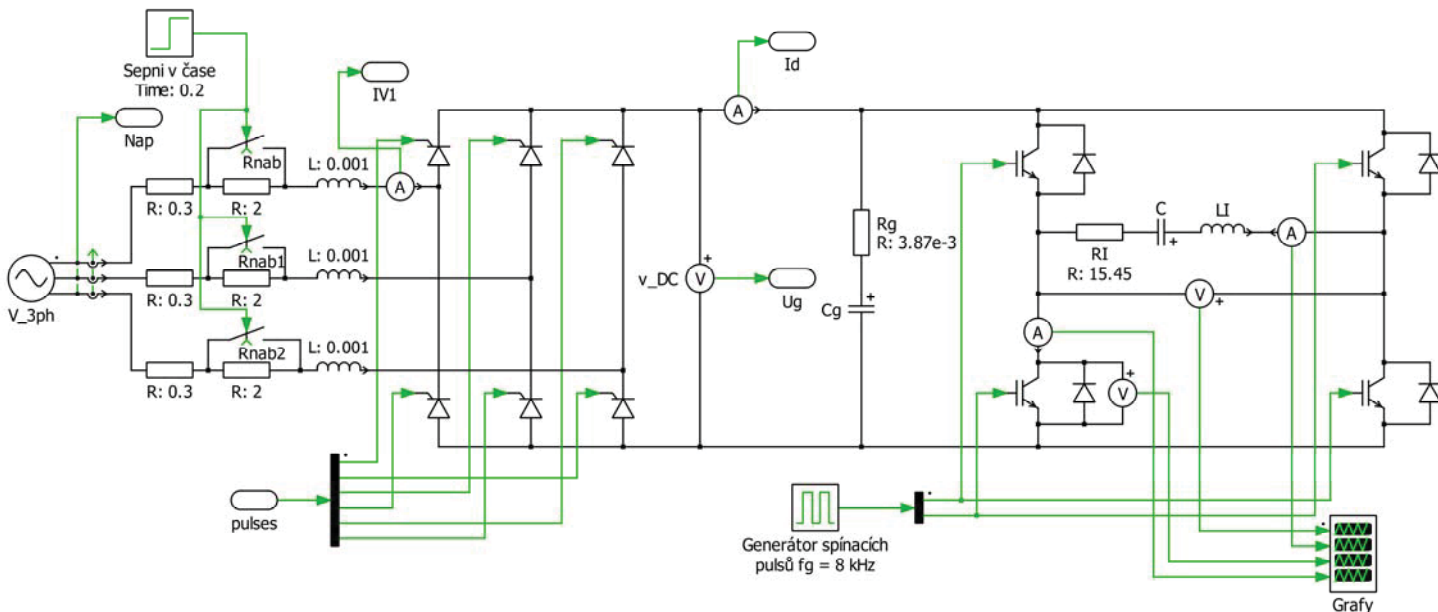 Sepni v čase
Time: 0.2
Nap
IV1
Id
Rnab
L: 0.001
A
R: 0.3
R: 2
Rnab1
L: 0.001
R: 0.3
R: 2
V_3ph
Rnab2
L: 0.001
R: 0.3
R: 2
A
v_DC
V
Ug
Rg
R: 3.87e-3
Cg
RI
R: 15.45
C
LI
A
V
A
V
pulses
Generátor spínacích
pulsů fg = 8 kHz
Grafy